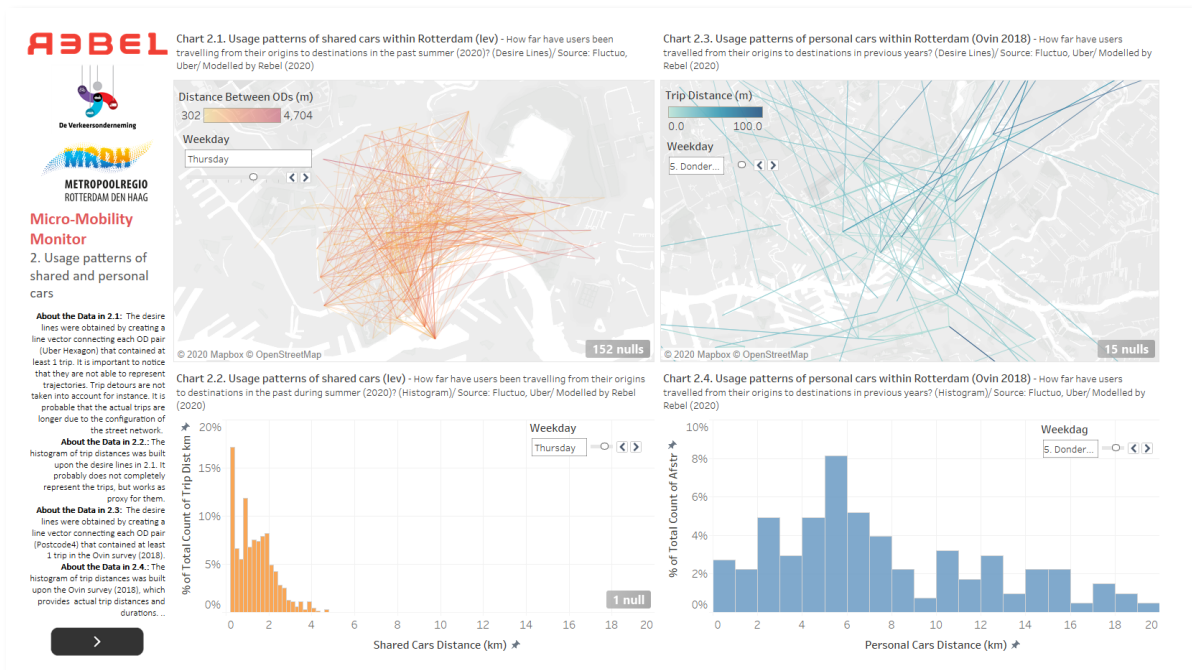 ЯƎBEL
De Verkeersonderneming
MRDH
METROPOOLREGIO
ROTTERDAM DEN HAAG
Micro-Mobility
Monitor
2. Usage patterns of
shared and personal
cars
About the Data in 2.1: The desire
lines were obtained by creating a
line vector connecting each OD pair
(Uber Hexagon) that contained at
least 1 trip. It is important to notice
that they are not able to represent
trajectories. Trip detours are not
taken into account for instance. It is
probable that the actual trips are
longer due to the configuration of
the street network.
About the Data in 2.2.: The
histogram of trip distances was built
upon the desire lines in 2.1. It
probably does not completely
represent the trips, but works as
proxy for them.
About the Data in 2.3: The desire
lines were obtained by creating a
line vector connecting each OD pair
(Postcode4) that contained at least
1 trip in the Ovin survey (2018).
About the Data in 2.4.: The
histogram of trip distances was built
upon the Ovin survey (2018), which
provides actual trip distances and
durations. ..
Chart 2.1. Usage patterns of shared cars within Rotterdam (lev) - How far have users been
travelling from their origins to destinations in the past summer (2020)? (Desire Lines)/ Source: Fluctuo,
Uber/ Modelled by Rebel (2020)
Distance Between ODs (m)
302 4,704
Weekday
Thursday
152 nulls
© 2020 Mapbox © OpenStreetMap
Chart 2.3. Usage patterns of personal cars within Rotterdam (Ovin 2018) - How far have users
travelled from their origins to destinations in previous years? (Desire Lines)/ Source: Fluctuo, Uber/ Modelled by
Rebel (2020)
Trip Distance (m)
0.0 100.0
Weekday
5. Donder...
15 nulls
© 2020 Mapbox © OpenStreetMap
Chart 2.2. Usage patterns of shared cars (lev) - How far have users been travelling from their origins
to destinations in the past during summer (2020)? (Histogram)/ Source: Fluctuo, Uber/ Modelled by Rebel
(2020)
Weekday
Thursday
% of Total Count of Trip Dist km
20%
15%
10%
5%
0%
1 null
0 2 4 6 8 10 12 14 16 18 20
Shared Cars Distance (km)
Chart 2.4. Usage patterns of personal cars within Rotterdam (Ovin 2018) - How far have users
travelled from their origins to destinations in previous years? (Histogram)/ Source: Fluctuo, Uber/ Modelled by
Rebel (2020)
Weekdag
5. Donder...
% of Total Count of Afstr
10%
8%
6%
4%
2%
0%
0 2 4 6 8 10 12 14 16 18 20
Personal Cars Distance (km)